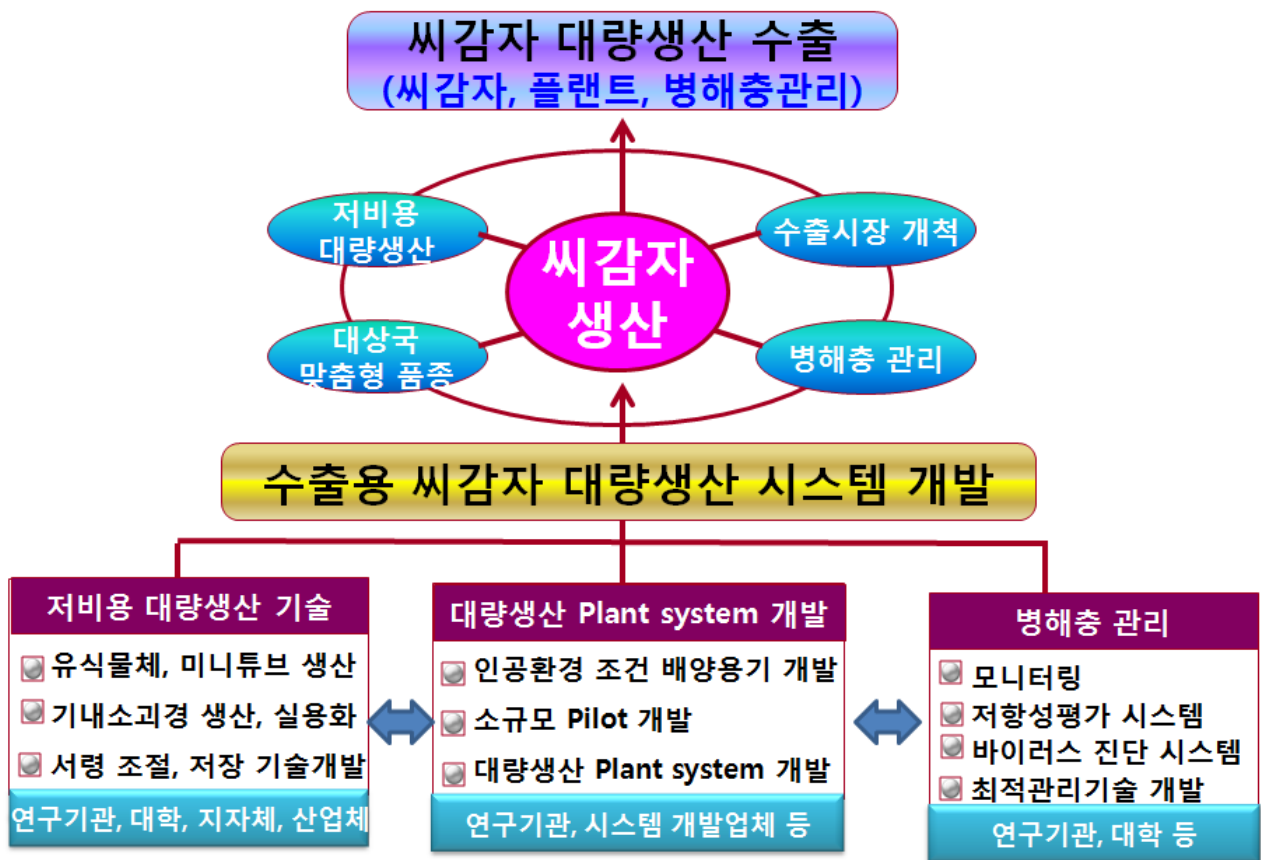 씨감자 대량생산 수출
(씨감자, 플랜트, 병해충관리)
저비용
대량생산
수출시장 개척
씨감자
생산
대상국
맞춤형 품종
병해충 관리
수출용 씨감자 대량생산 시스템 개발
저비용 대량생산 기술
유식물체, 미니튜브 생산
기내소괴경 생산, 실용화
서령 조절, 저장 기술개발
연구기관, 대학, 지자체, 산업체
대량생산 Plant system 개발
인공환경 조건 배양용기 개발
소규모 Pilot 개발
대량생산 Plant system 개발
연구기관, 시스템 개발업체 등
병해충 관리
모니터링
저항성평가 시스템
바이러스 진단 시스템
최적관리기술 개발
연구기관, 대학 등